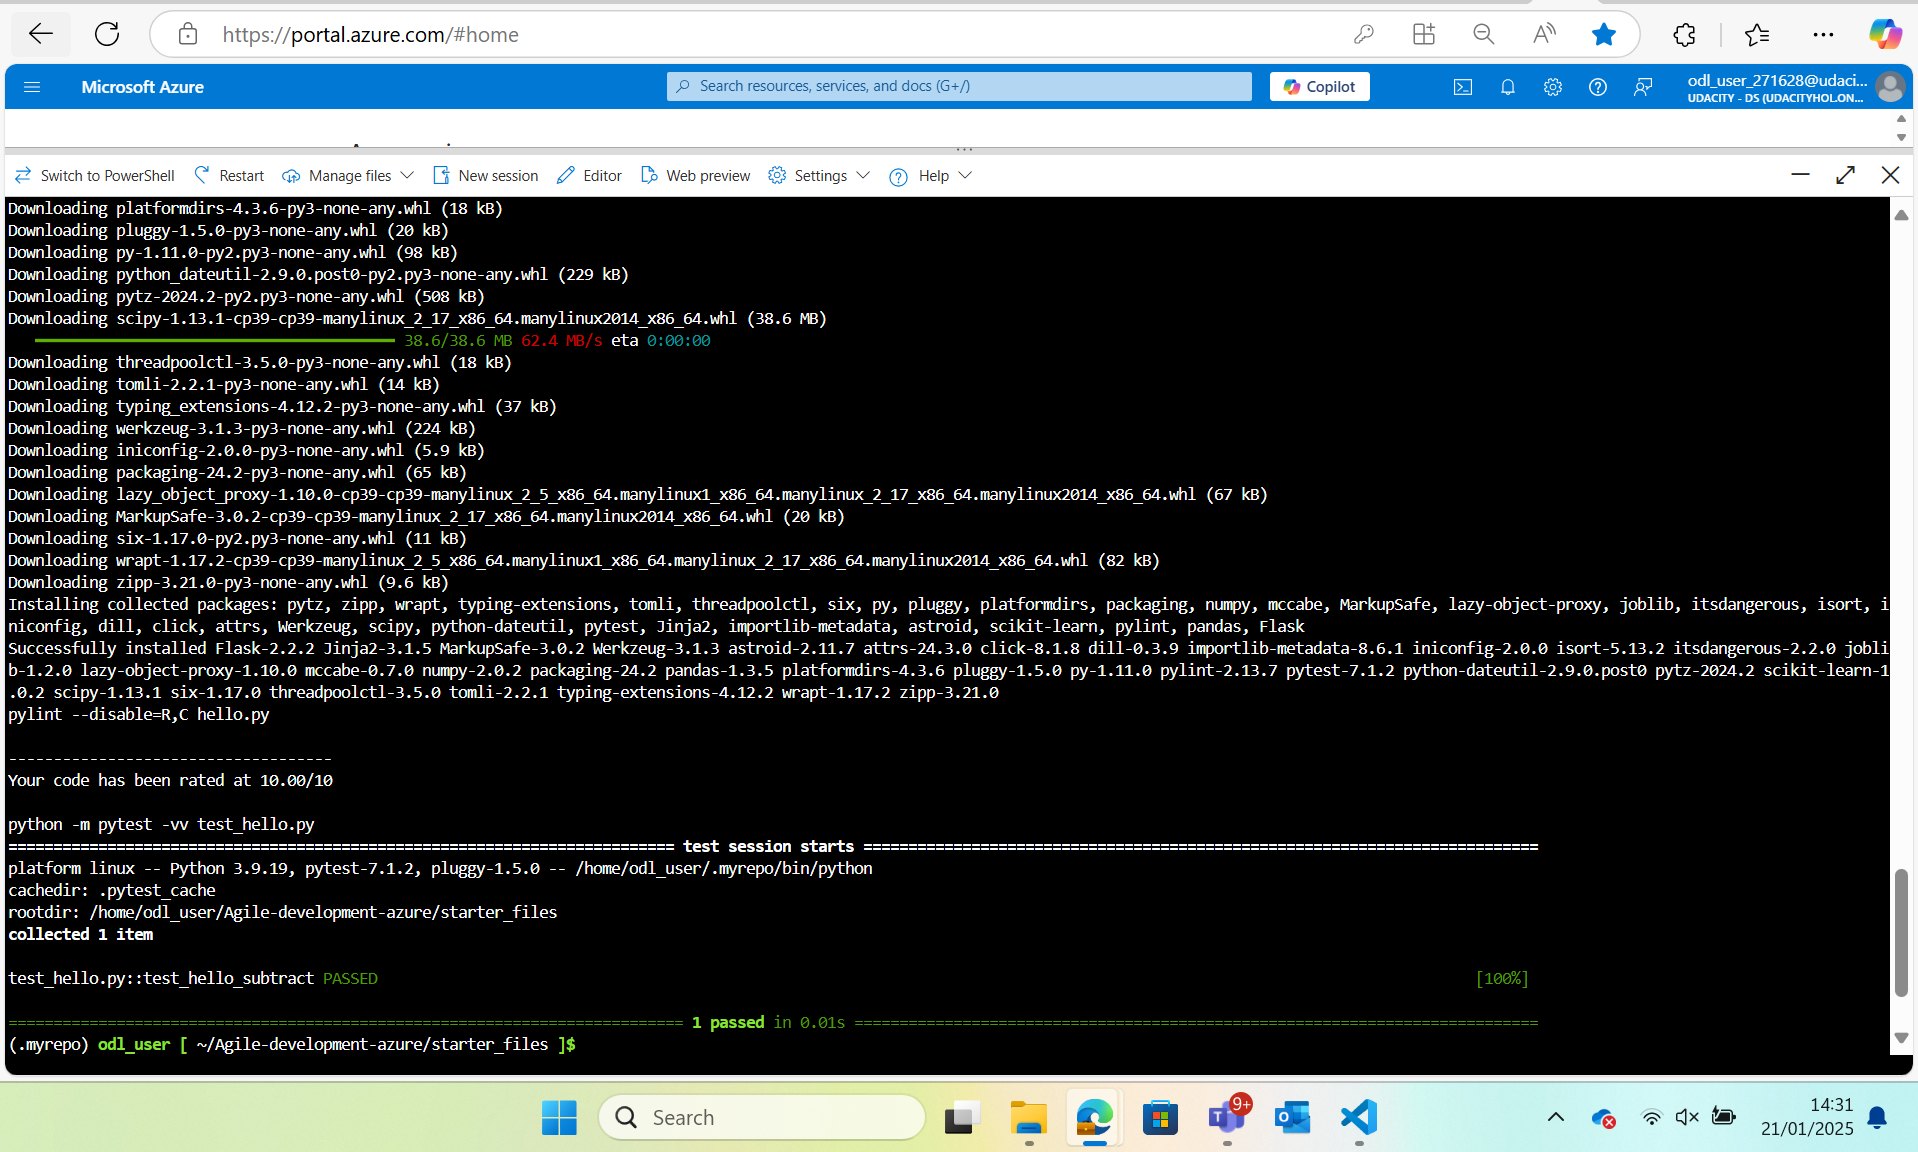 https://portal.azure.com/#home
Microsoft Azure
Search resources, services, and docs (G+/)
Copilot
odl_user_271628@udaci...
UDACITY - DS (UDACITYHOL.ON...
Switch to PowerShell
Restart
Manage files
New session
Editor
Web preview
Settings
Help
Downloading platformdirs-4.3.6-py3-none-any.whl (18 kB)
Downloading pluggy-1.5.0-py3-none-any.whl (20 kB)
Downloading py-1.11.0-py2.py3-none-any.whl (98 kB)
Downloading python_dateutil-2.9.0.post0-py2.py3-none-any.whl (229 kB)
Downloading pytz-2024.2-py2.py3-none-any.whl (508 kB)
Downloading scipy-1.13.1-cp39-cp39-manylinux_2_17_x86_64.manylinux2014_x86_64.whl (38.6 MB)
38.6/38.6 MB 62.4 MB/s eta 0:00:00
Downloading threadpoolctl-3.5.0-py3-none-any.whl (18 kB)
Downloading tomli-2.2.1-py3-none-any.whl (14 kB)
Downloading typing_extensions-4.12.2-py3-none-any.whl (37 kB)
Downloading werkzeug-3.1.3-py3-none-any.whl (224 kB)
Downloading iniconfig-2.0.0-py3-none-any.whl (5.9 kB)
Downloading packaging-24.2-py3-none-any.whl (65 kB)
Downloading lazy_object_proxy-1.10.0-cp39-cp39-manylinux_2_5_x86_64.manylinux1_x86_64.manylinux_2_17_x86_64.manylinux2014_x86_64.whl (67 kB)
Downloading MarkupSafe-3.0.2-cp39-cp39-manylinux_2_17_x86_64.manylinux2014_x86_64.whl (20 kB)
Downloading six-1.17.0-py2.py3-none-any.whl (11 kB)
Downloading wrapt-1.17.2-cp39-cp39-manylinux_2_5_x86_64.manylinux1_x86_64.manylinux_2_17_x86_64.manylinux2014_x86_64.whl (82 kB)
Downloading zipp-3.21.0-py3-none-any.whl (9.6 kB)
Installing collected packages: pytz, zipp, wrapt, typing-extensions, tomli, threadpoolctl, six, py, pluggy, platformdirs, packaging, numpy, mccabe, MarkupSafe, lazy-object-proxy, joblib, itsdangerous, isort, i
niconfig, dill, click, attrs, Werkzeug, scipy, python-dateutil, pytest, Jinja2, importlib-metadata, astroid, scikit-learn, pylint, pandas, Flask
Successfully installed Flask-2.2.2 Jinja2-3.1.5 MarkupSafe-3.0.2 Werkzeug-3.1.3 astroid-2.11.7 attrs-24.3.0 click-8.1.8 dill-0.3.9 importlib-metadata-8.6.1 iniconfig-2.0.0 isort-5.13.2 itsdangerous-2.2.0 jobli
b-1.2.0 lazy-object-proxy-1.10.0 mccabe-0.7.0 numpy-2.0.2 packaging-24.2 pandas-1.3.5 platformdirs-4.3.6 pluggy-1.5.0 py-1.11.0 pylint-2.13.7 pytest-7.1.2 python-dateutil-2.9.0.post0 pytz-2024.2 scikit-learn-1
.0.2 scipy-1.13.1 six-1.17.0 threadpoolctl-3.5.0 tomli-2.2.1 typing-extensions-4.12.2 wrapt-1.17.2 zipp-3.21.0
pylint --disable=R,C hello.py
------------------------------------
Your code has been rated at 10.00/10
python -m pytest -vv test_hello.py
========================================================================== test session starts ===========================================================================
platform linux -- Python 3.9.19, pytest-7.1.2, pluggy-1.5.0 -- /home/odl_user/.myrepo/bin/python
cachedir: .pytest_cache
rootdir: /home/odl_user/Agile-development-azure/starter_files
collected 1 item
test_hello.py::test_hello_subtract PASSED [100%]
=========================================================================== 1 passed in 0.01s ============================================================================
(.myrepo) odl_user [ ~/Agile-development-azure/starter_files ]$
Search
9+
14:31
21/01/2025